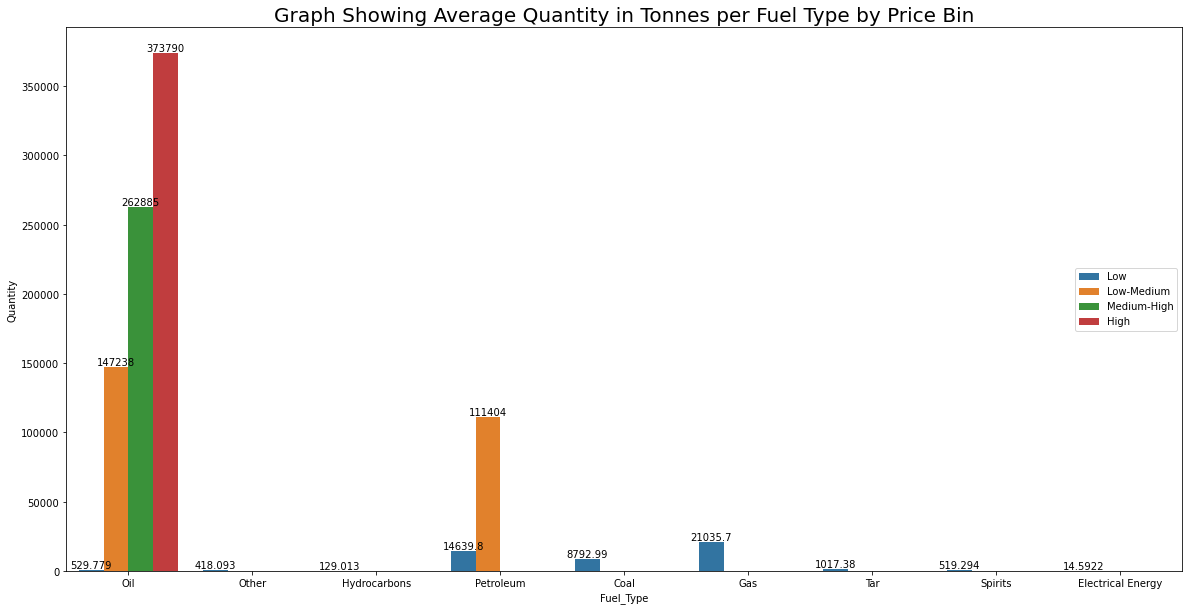 Graph Showing Average Quantity in Tonnes per Fuel Type by Price Bin
373790
350000
300000
262885
250000
200000
150000
147238
111404
100000
50000
0
529.779
418.093
129.013
14639.8
8792.99
21035.7
1017.38
519.294
14.5922
Quantity
Low
Low-Medium
Medium-High
High
Oil
Other
Hydrocarbons
Petroleum
Coal
Gas
Tar
Spirits
Electrical Energy
Fuel_Type